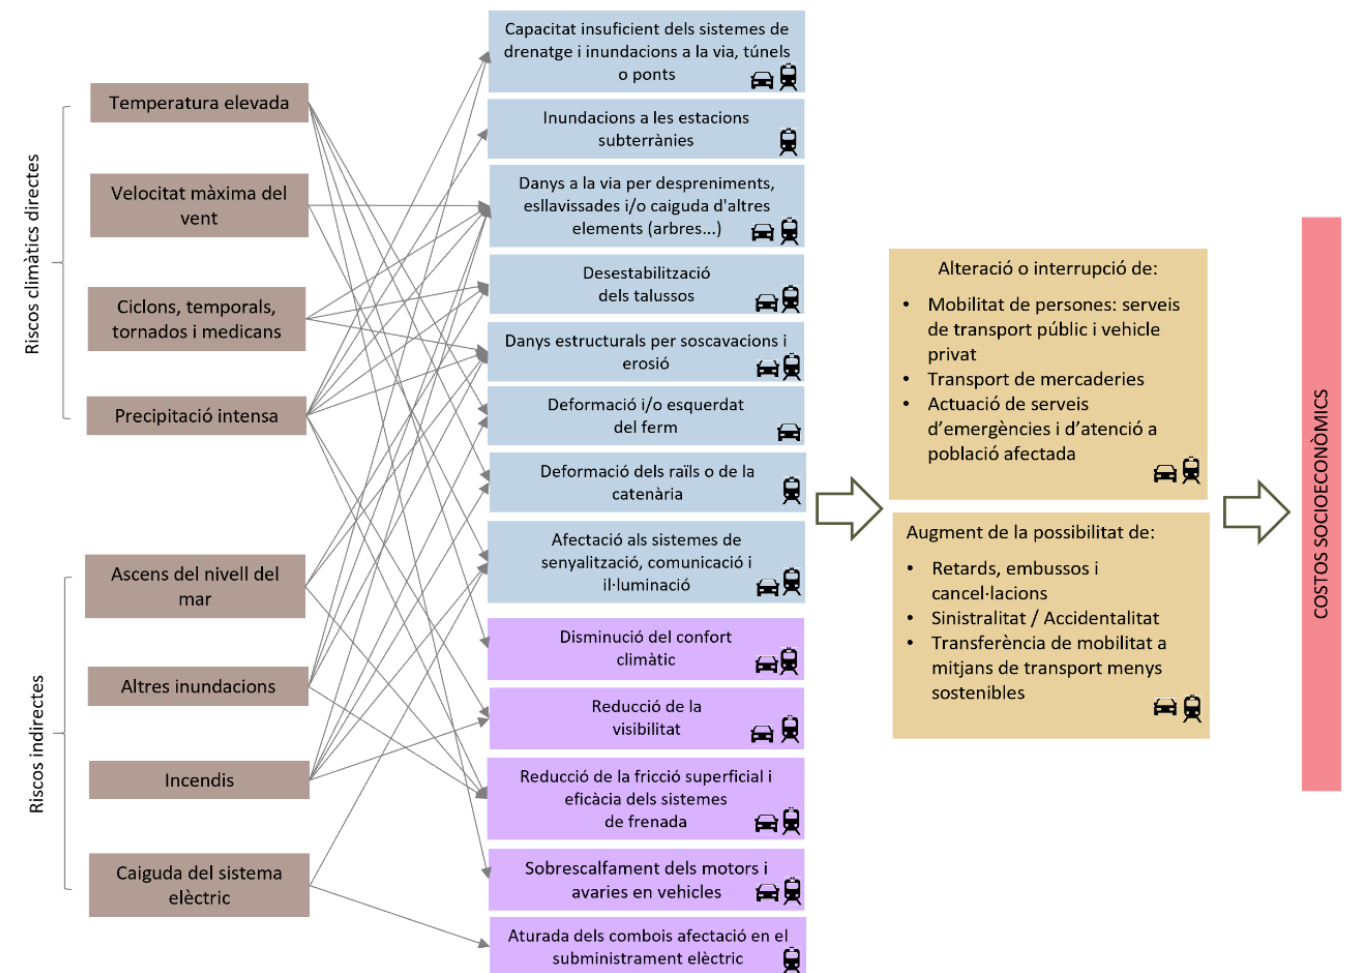 Riscos climàtics directes
Temperatura elevada
Velocitat màxima del
vent
Ciclons, temporals,
tornados i medicans
Precipitació intensa
Riscos indirectes
Ascens del nivell del
mar
Altres inundacions
Incendis
Caiguda del sistema
elèctric
Capacitat insuficient dels sistemes de
drenatge i inundacions a la via, túnels
o ponts
Inundacions a les estacions
subterrànies
Danys a la via per despreniments,
esllavissades i/o caiguda d'altres
elements (arbres...)
Desestabilització
dels talussos
Danys estructurals per soscavacions i
erosió
Deformació i/o esquerdat
del ferm
Deformació dels raïls o de la
catenària
Afectació als sistemes de
senyalització, comunicació i
il·luminació
Disminució del confort
climàtic
Reducció de la
visibilitat
Reducció de la fricció superficial i
eficàcia dels sistemes
de frenada
Sobrescalfament dels motors i
avaries en vehicles
Aturada dels combois afectació en el
subministrament elèctric
Alteració o interrupció de:
• Mobilitat de persones: serveis
de transport públic i vehicle
privat
• Transport de mercaderies
• Actuació de serveis
d’emergències i d’atenció a
població afectada
Augment de la possibilitat de:
• Retards, embussos i
cancel·lacions
• Sinistralitat / Accidentalitat
• Transferència de mobilitat a
mitjans de transport menys
sostenibles
COSTOS SOCIOECONÒMICS